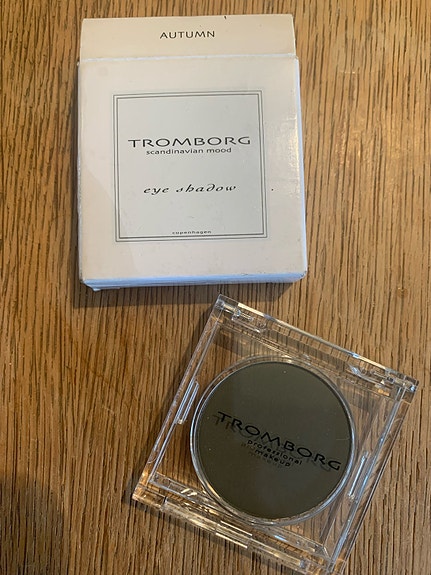 AUTUMN
TROMBORG
scandinavian mood
eye shadow
copenhagen
TROMBORG
professional
makeup